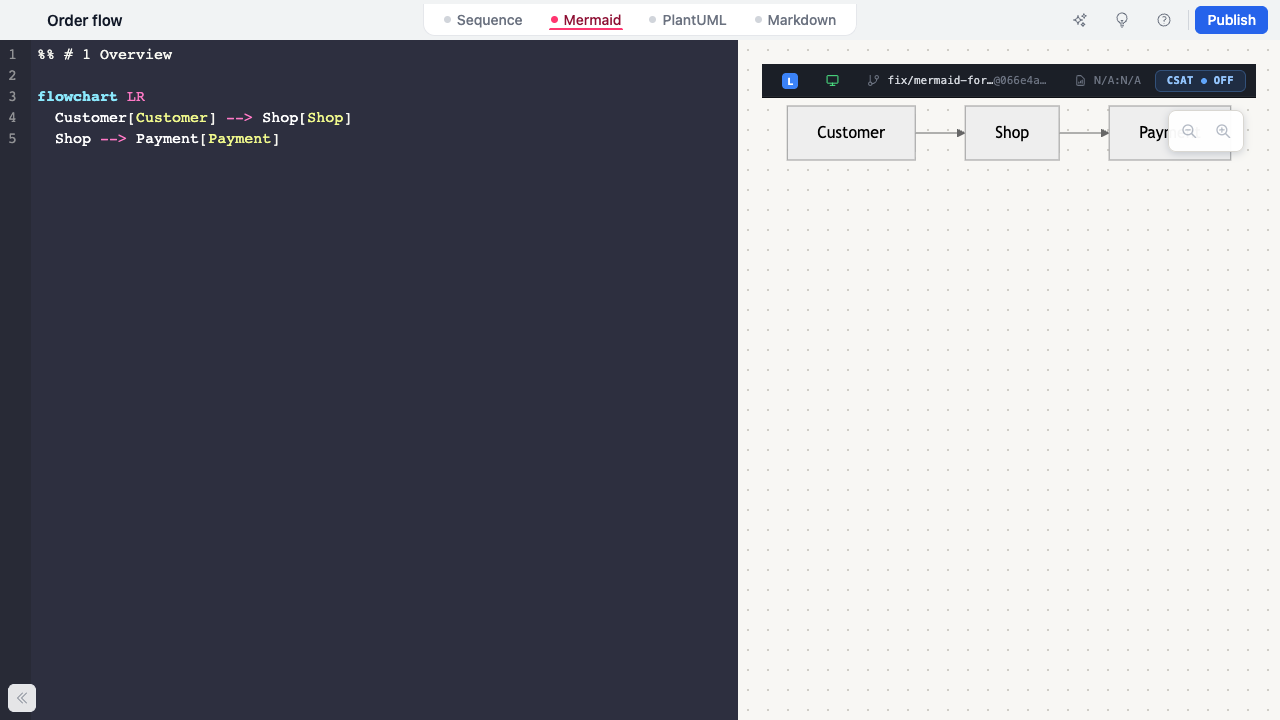 Order flow
Sequence Mermaid PlantUML Markdown
Publish
1 %% # 1 Overview
2
3 flowchart LR
4 Customer[Customer] --> Shop[Shop]
5 Shop --> Payment[Payment]
L fix/mermaid-for…@066e4a… N/A:N/A CSAT ● OFF
Customer Shop